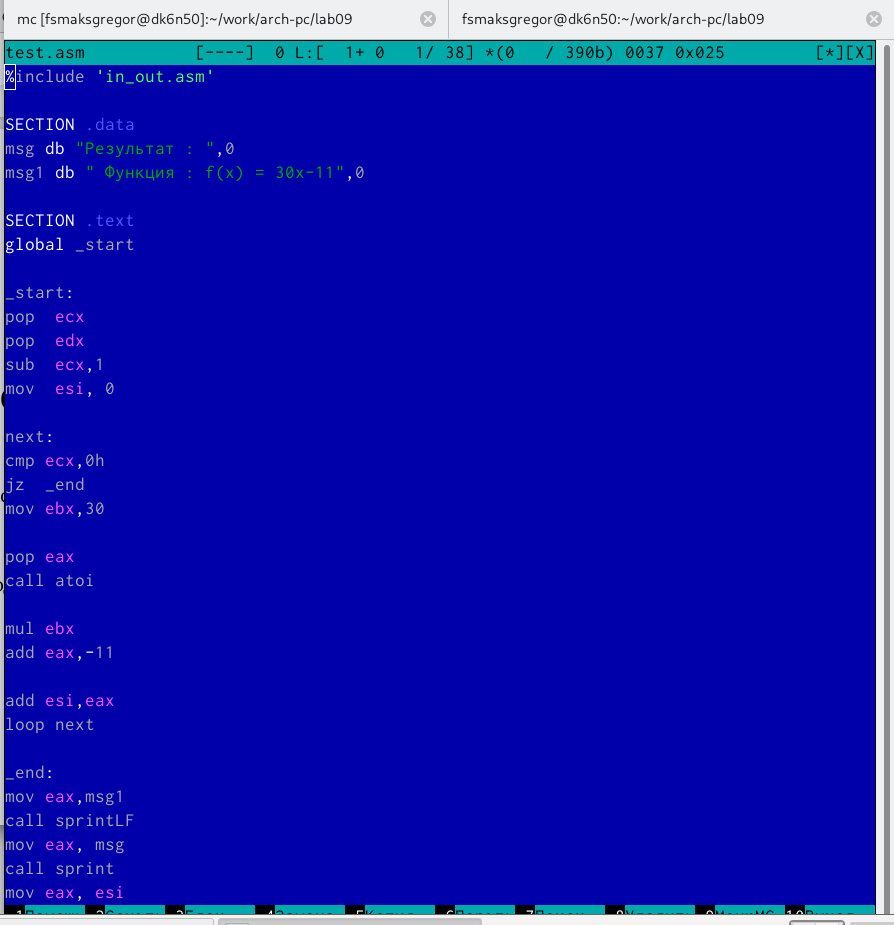 mc [fsmaksgregor@dk6n50]:~/work/arch-pc/lab09
fsmaksgregor@dk6n50:~/work/arch-pc/lab09
test.asm [----] 0 L:[ 1+ 0 1/ 38] *(0 / 390b) 0037 0x025 [*][X]
%include 'in_out.asm'
SECTION .data
msg db "Результат : ",0
msg1 db " Функция : f(x) = 30x-11",0
SECTION .text
global _start
_start:
pop ecx
pop edx
sub ecx,1
mov esi, 0
next:
cmp ecx,0h
jz _end
mov ebx,30
pop eax
call atoi
mul ebx
add eax,-11
add esi,eax
loop next
_end:
mov eax,msg1
call sprintLF
mov eax, msg
call sprint
mov eax, esi